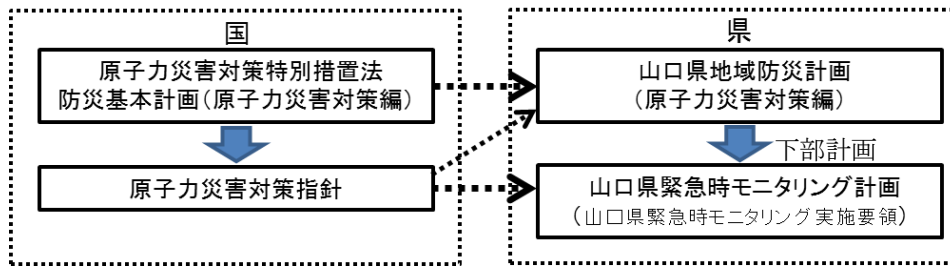 国
原子力災害対策特別措置法
防災基本計画(原子力災害対策編)
原子力災害対策指針
県
山口県地域防災計画
(原子力災害対策編)
下部計画
山口県緊急時モニタリング計画
(山口県緊急時モニタリング実施要領)